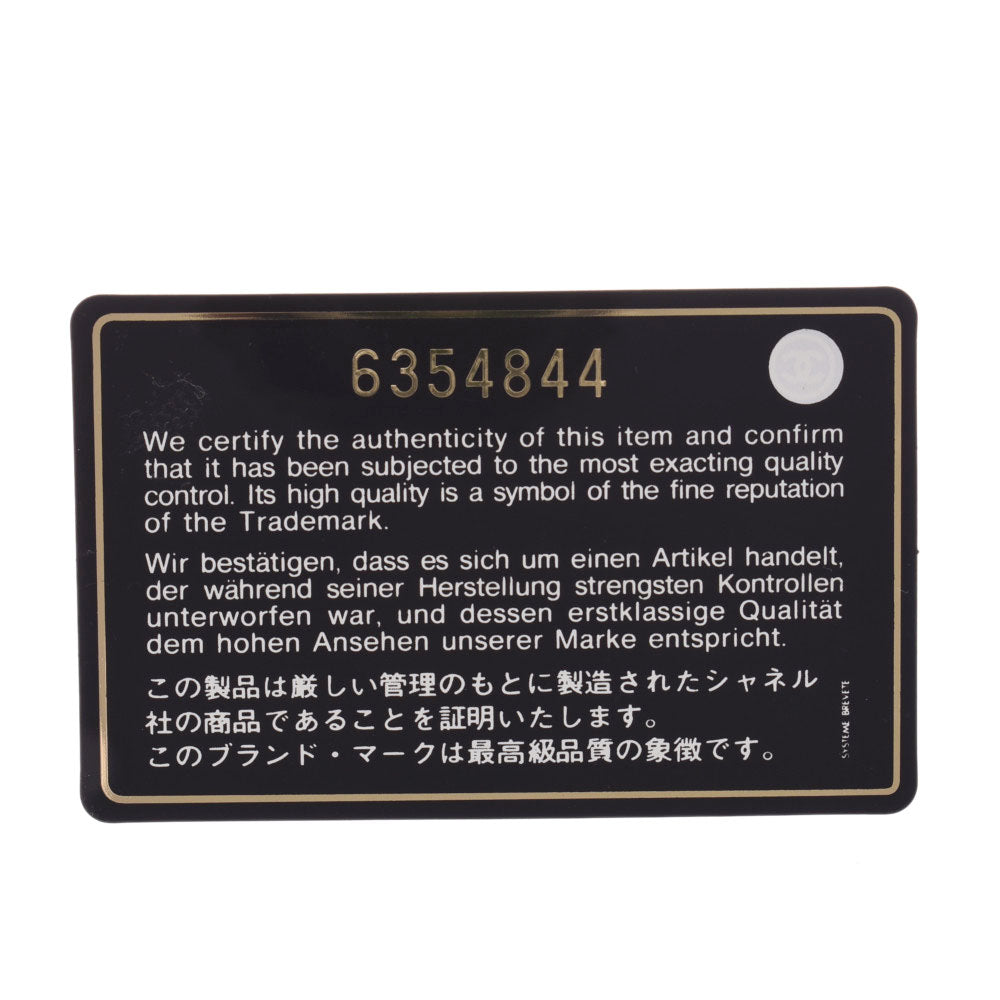 6354844
We certify the authenticity of this item and confirm
that it has been subjected to the most exacting quality
control. Its high quality is a symbol of the fine reputation
of the Trademark.
Wir bestätigen, dass es sich um einen Artikel handelt,
der während seiner Herstellung strengsten Kontrollen
unterworfen war, und dessen erstklassige Qualität
dem hohen Ansehen unserer Marke entspricht.
この製品は厳しい管理のもとに製造されたシャネル
社の商品であることを証明いたします。
このブランド・マークは最高級品質の象徴です。
SYSTEME BREVETE